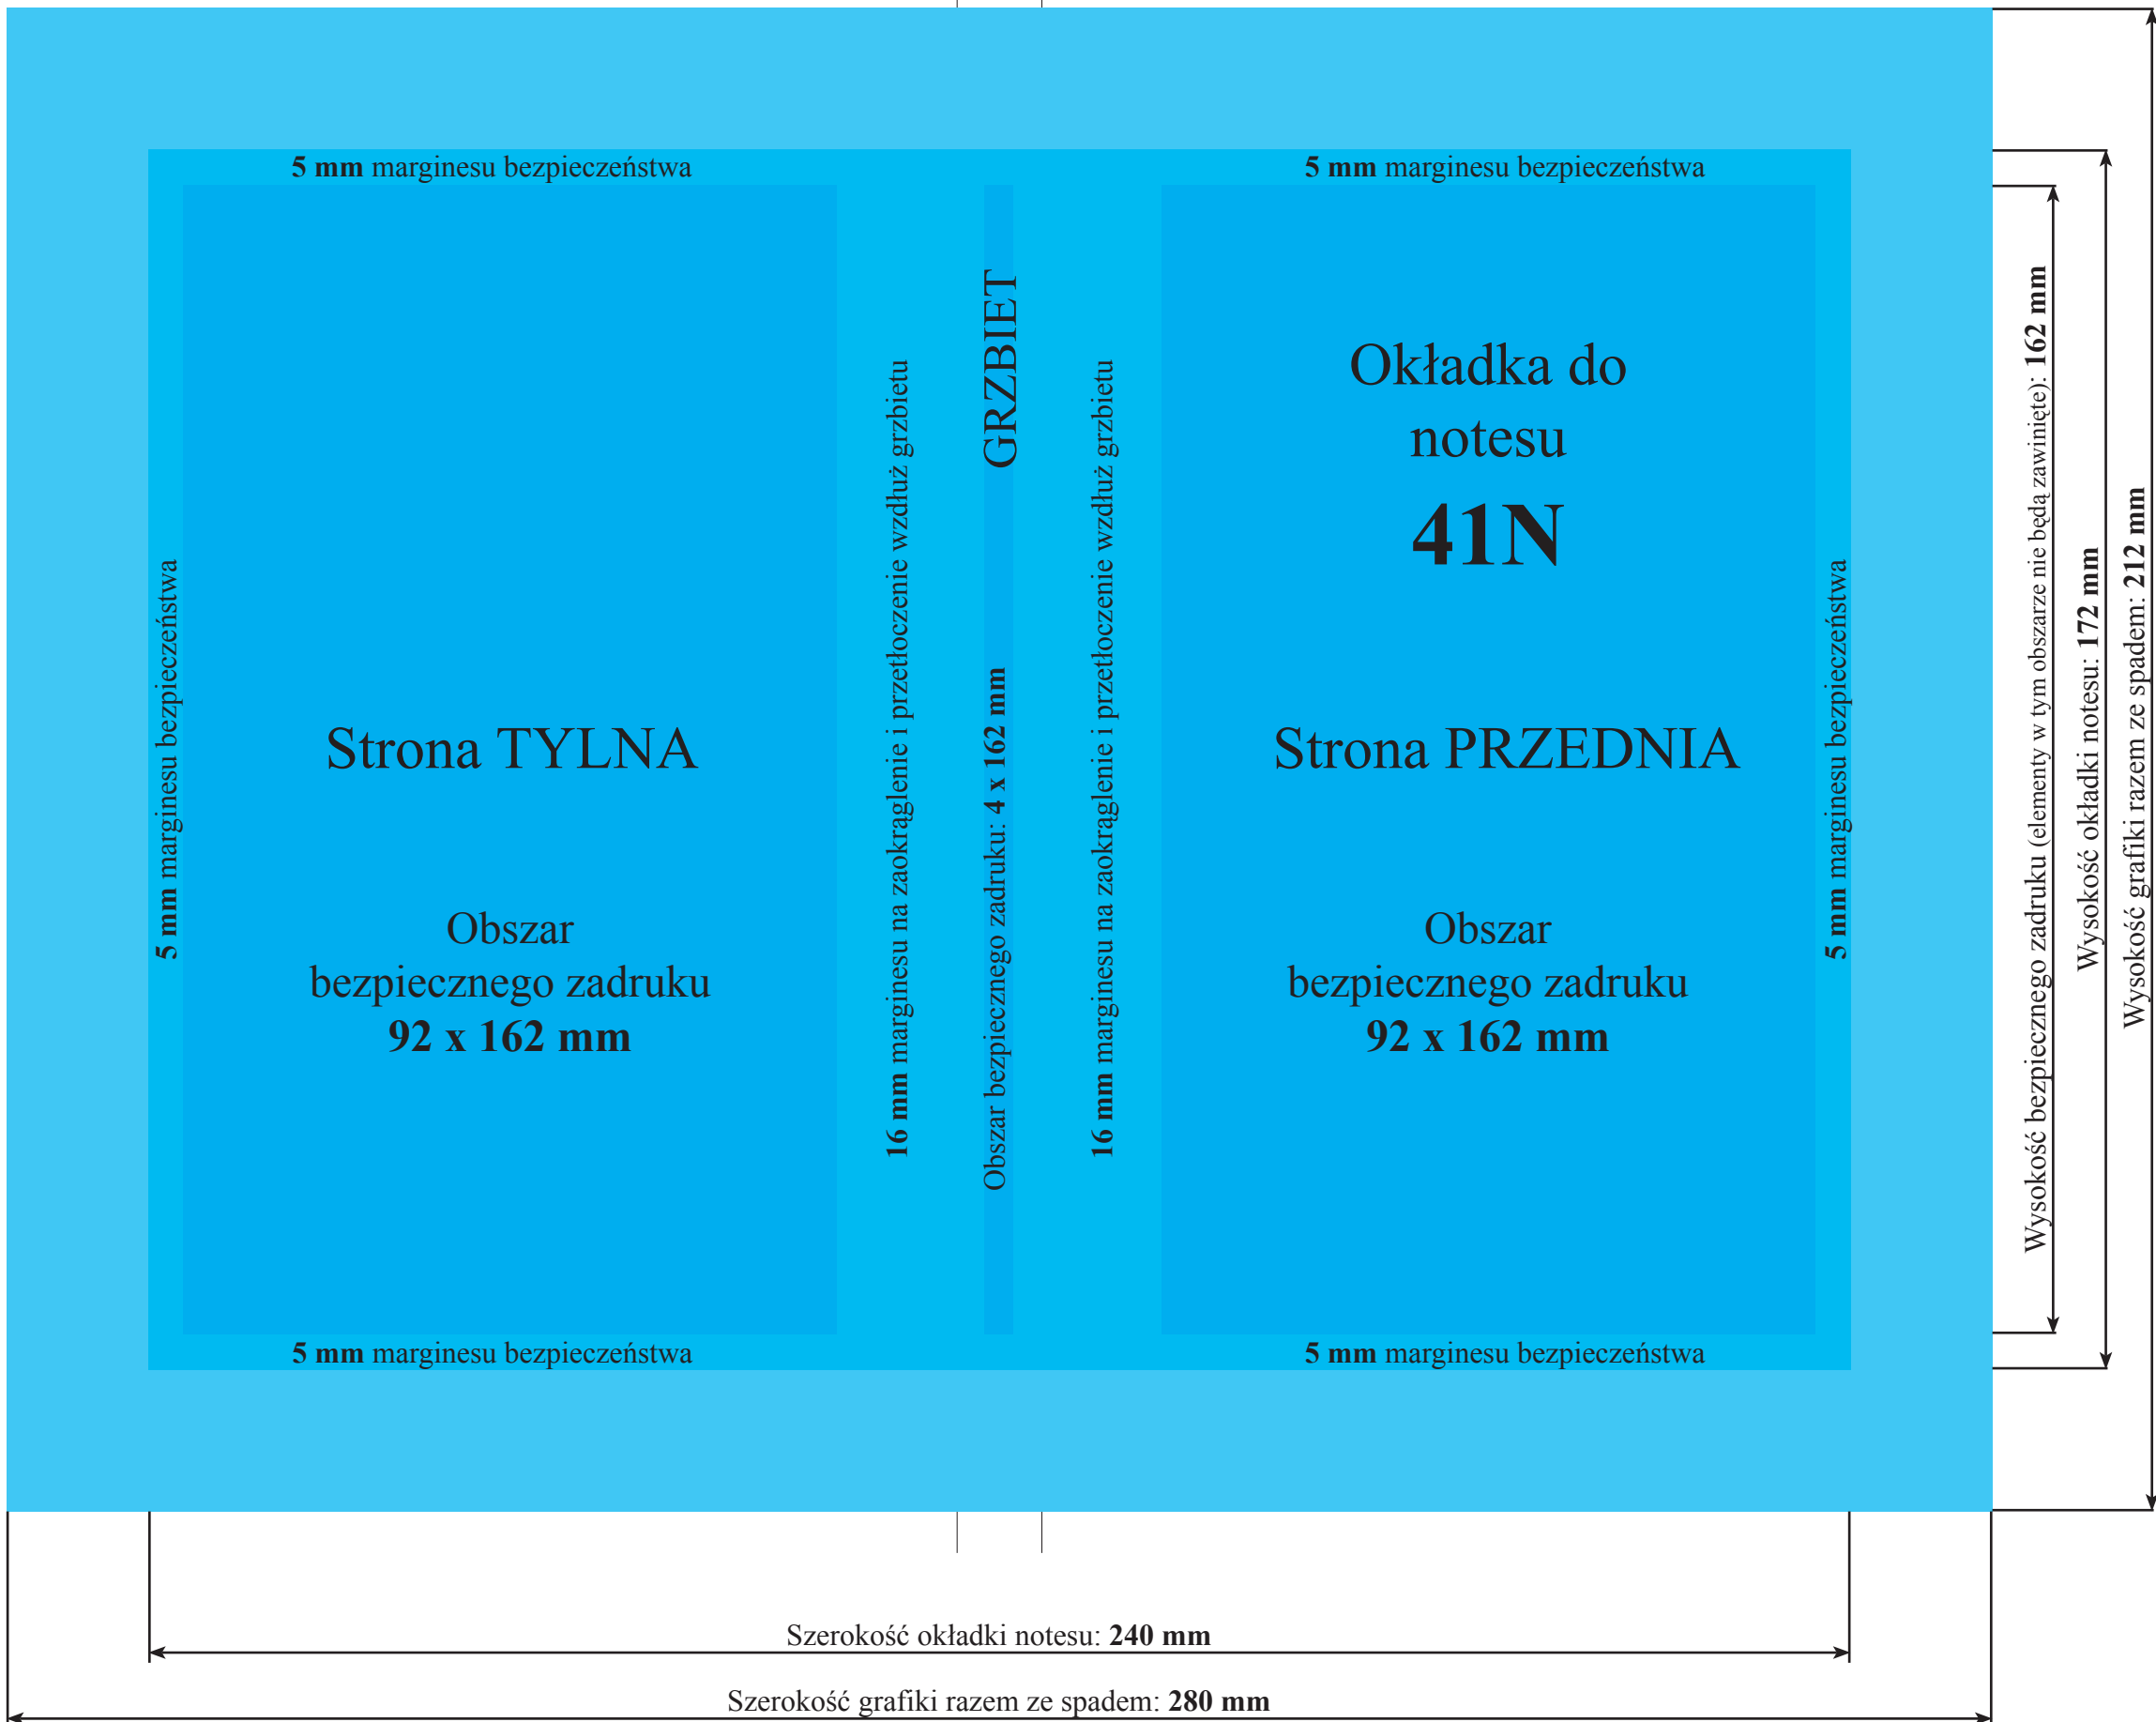 5 mm marginesu bezpieczeństwa
5 mm marginesu bezpieczeństwa
5 mm marginesu bezpieczeństwa
Strona TYLNA
Obszar
bezpiecznego zadruku
92 x 162 mm
16 mm marginesu na zaokrąglenie i przetłoczenie wzdłuż grzbietu
GRZBIET
Obszar bezpiecznego zadruku: 4 x 162 mm
16 mm marginesu na zaokrąglenie i przetłoczenie wzdłuż grzbietu
Okładka do
notesu
41N
Strona PRZEDNIA
Obszar
bezpiecznego zadruku
92 x 162 mm
5 mm marginesu bezpieczeństwa
5 mm marginesu bezpieczeństwa
5 mm marginesu bezpieczeństwa
Wysokość bezpiecznego zadruku (elementy w tym obszarze nie będą zawinięte): 162 mm
Wysokość okładki notesu: 172 mm
Wysokość grafiki razem ze spadem: 212 mm
Szerokość okładki notesu: 240 mm
Szerokość grafiki razem ze spadem: 280 mm